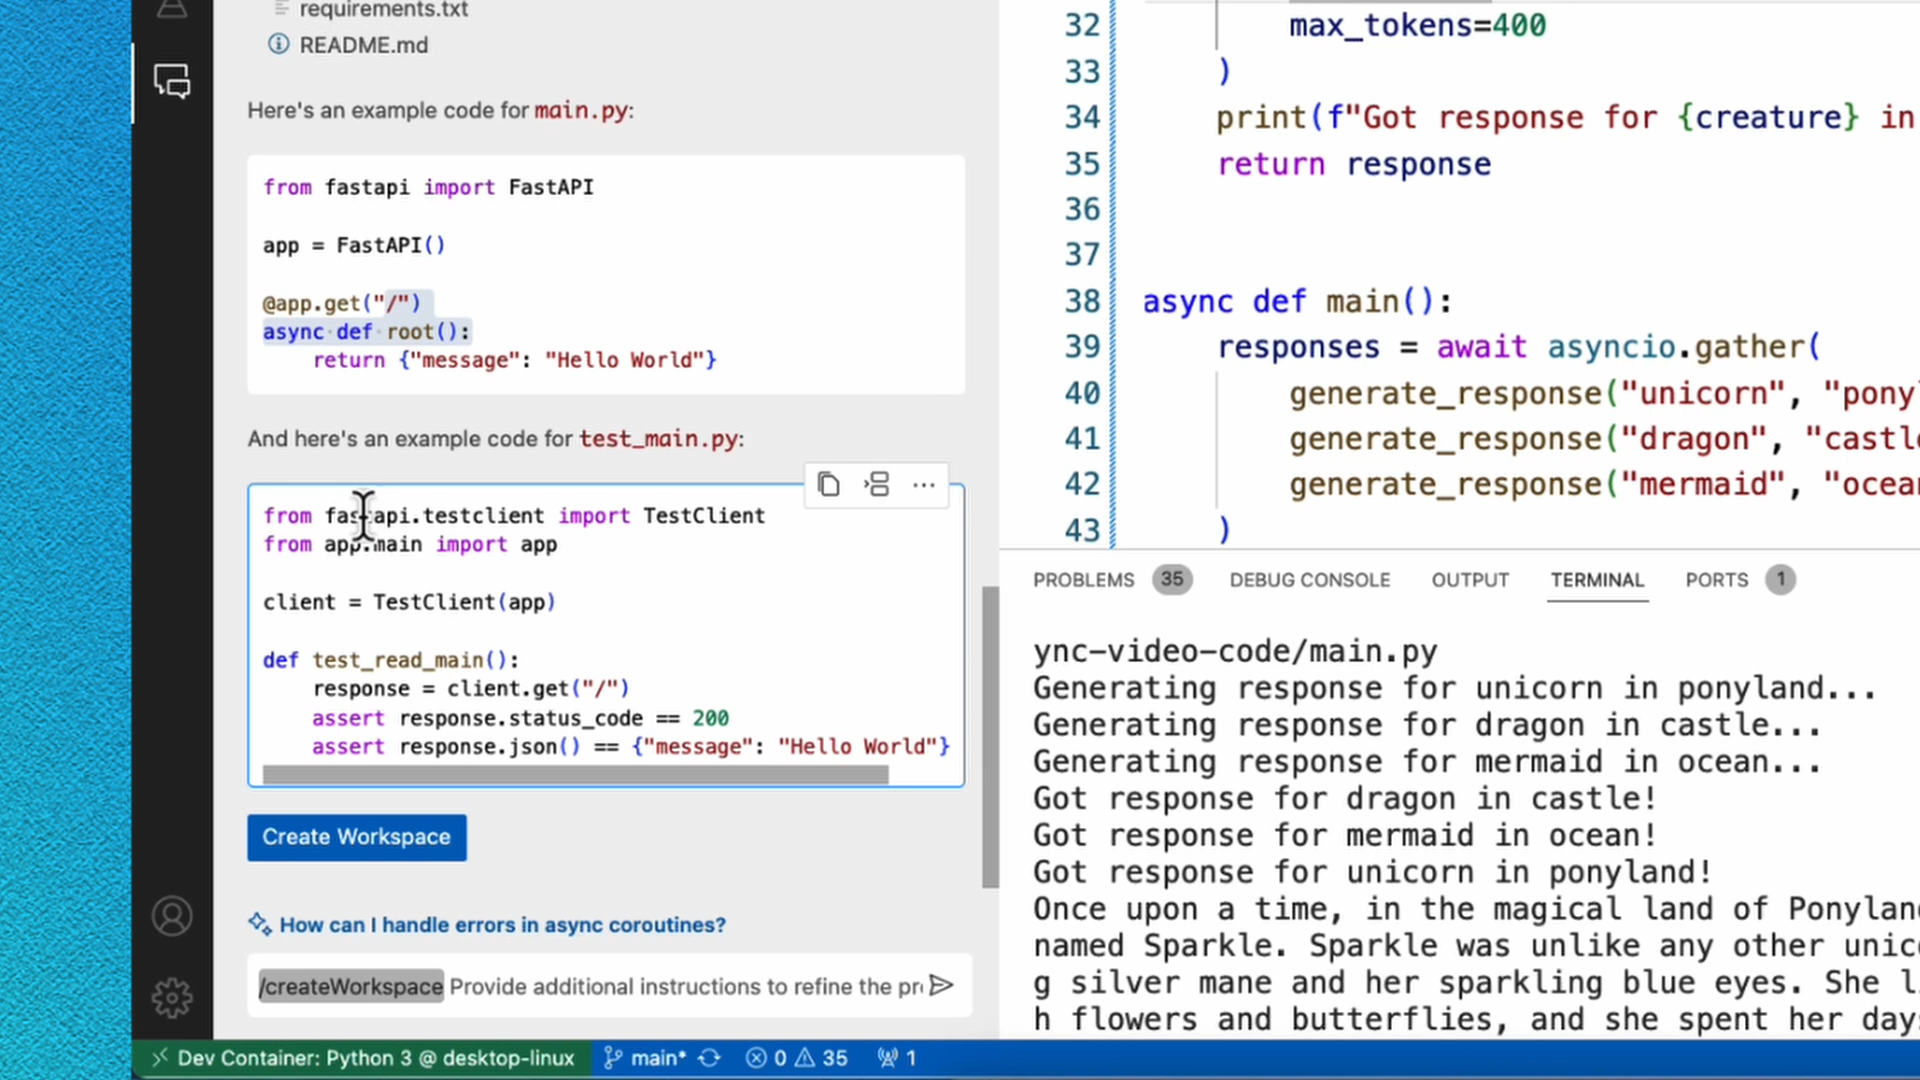 requirements.txt
README.md
Here's an example code for main.py:
from fastapi import FastAPI
app = FastAPI()
@app.get("/")
async def root():
    return {"message": "Hello World"}
And here's an example code for test_main.py:
from fastapi.testclient import TestClient
from app.main import app
client = TestClient(app)
def test_read_main():
    response = client.get("/")
    assert response.status_code == 200
    assert response.json() == {"message": "Hello World"}
Create Workspace
How can I handle errors in async coroutines?
/createWorkspace Provide additional instructions to refine the pr
32 max_tokens=400
33 )
34 print(f"Got response for {creature} in
35 return response
36
37
38 async def main():
39 responses = await asyncio.gather(
40 generate_response("unicorn", "pony
41 generate_response("dragon", "castl
42 generate_response("mermaid", "ocea
43 )
PROBLEMS 35 DEBUG CONSOLE OUTPUT TERMINAL PORTS 1
ync-video-code/main.py
Generating response for unicorn in ponyland...
Generating response for dragon in castle...
Generating response for mermaid in ocean...
Got response for dragon in castle!
Got response for mermaid in ocean!
Got response for unicorn in ponyland!
Once upon a time, in the magical land of Ponylan
named Sparkle. Sparkle was unlike any other unic
g silver mane and her sparkling blue eyes. She l
h flowers and butterflies, and she spent her day
Dev Container: Python 3 @ desktop-linux main* 0 35 1